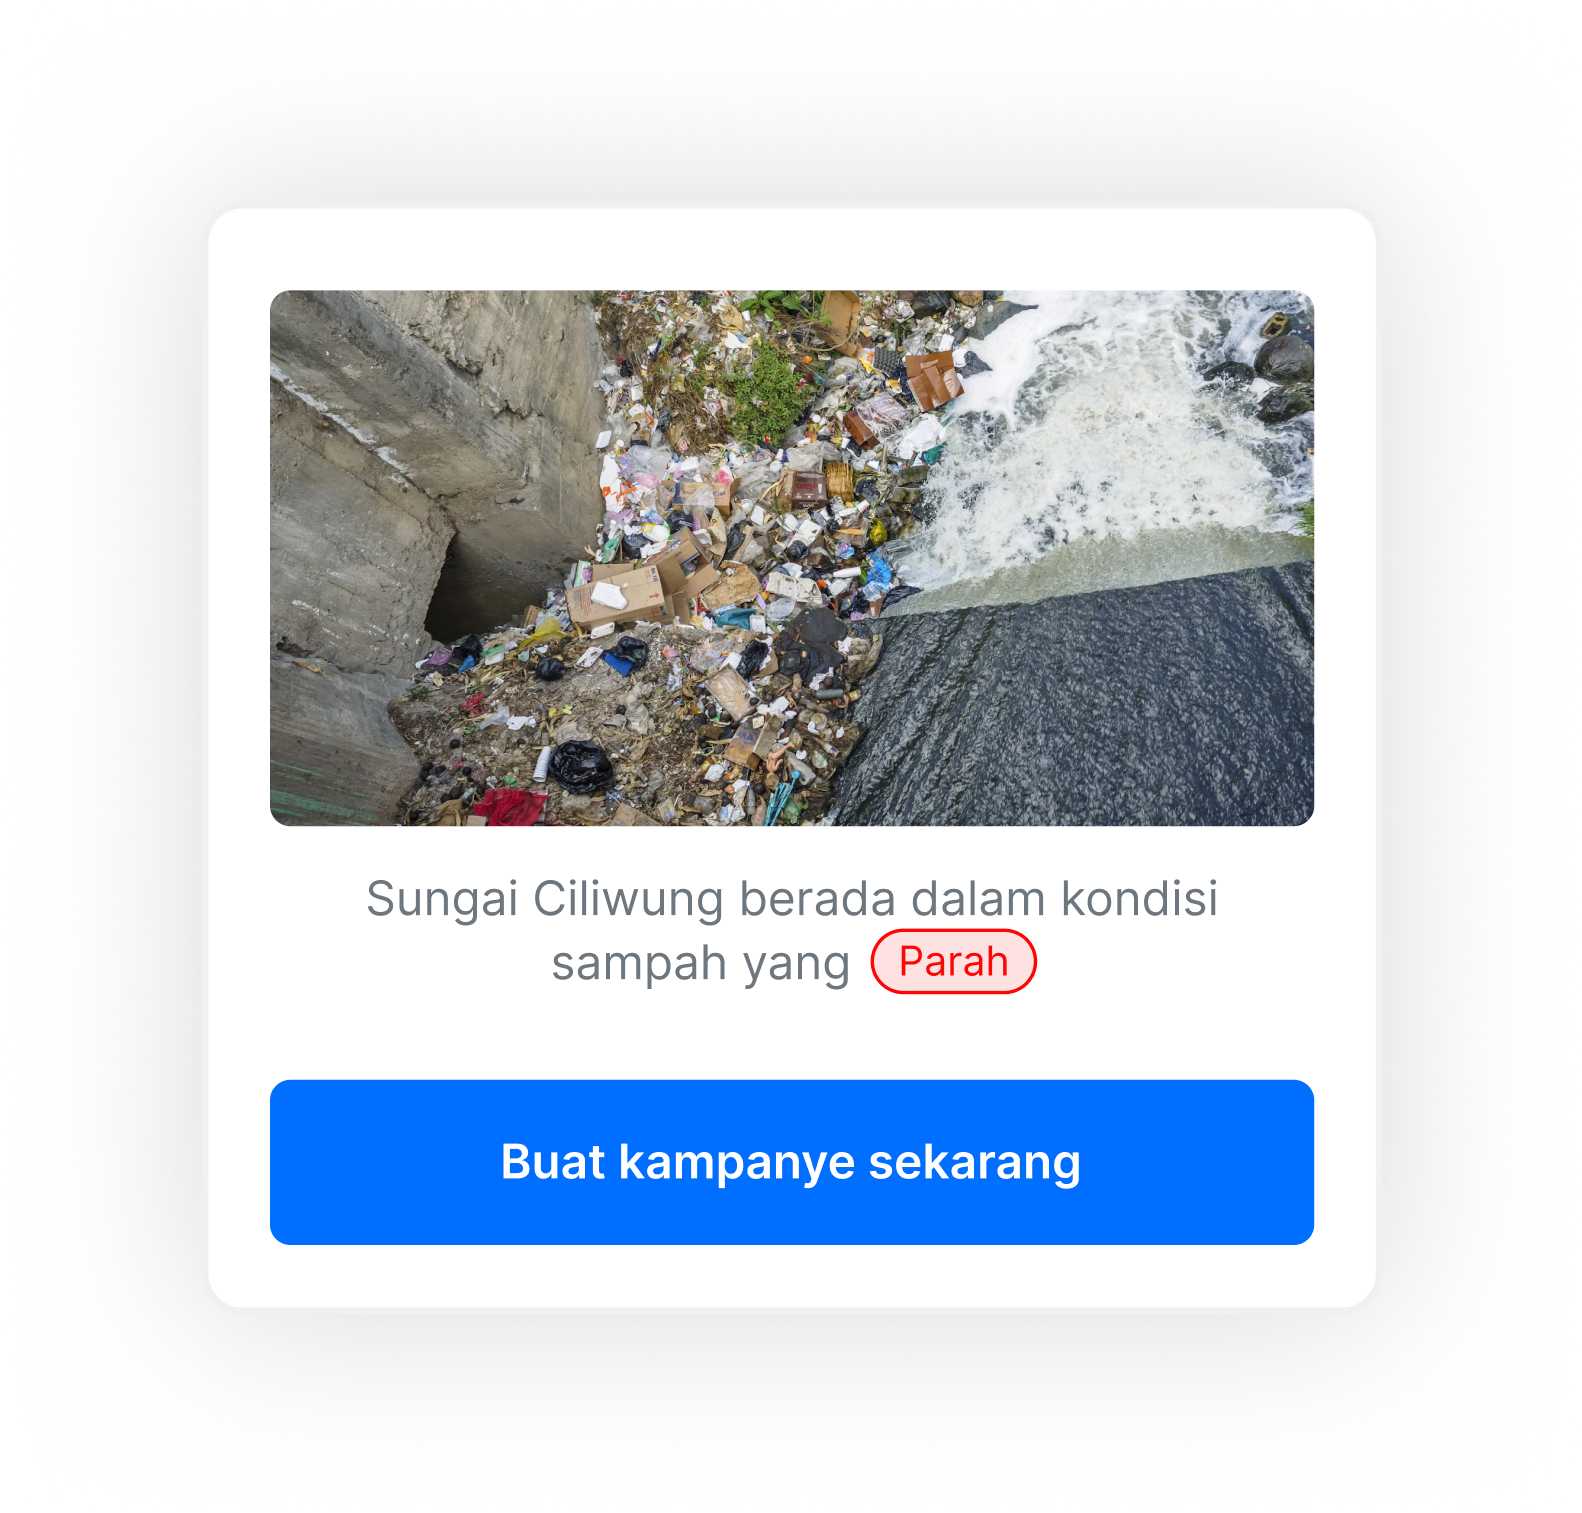 Sungai Ciliwung berada dalam kondisi
sampah yang Parah
Buat kampanye sekarang